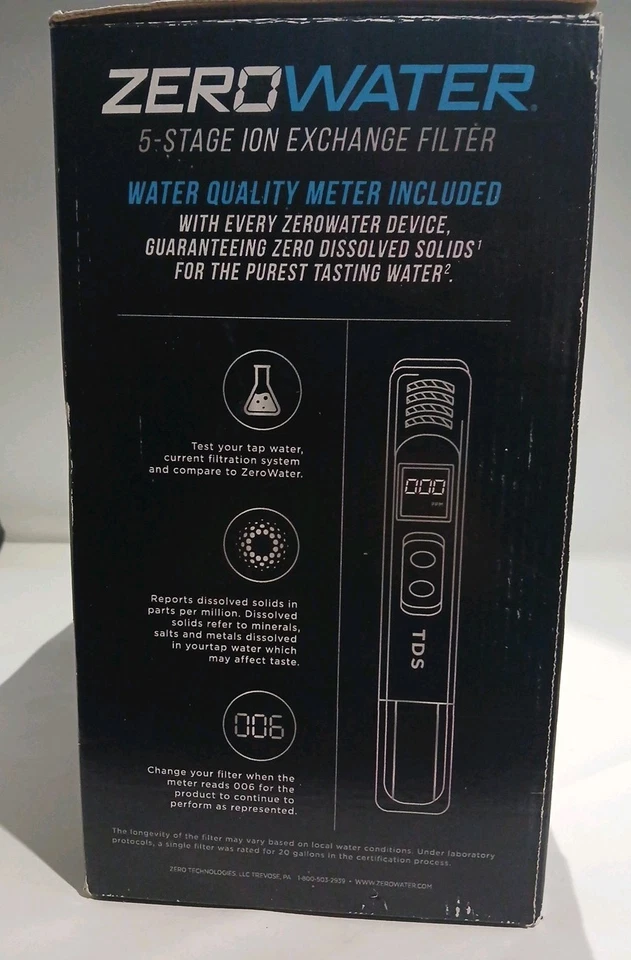 ZEROWATER®
5-STAGE ION EXCHANGE FILTER
WATER QUALITY METER INCLUDED
WITH EVERY ZEROWATER DEVICE,
GUARANTEEING ZERO DISSOLVED SOLIDS¹
FOR THE PUREST TASTING WATER².
Test your tap water,
current filtration system
and compare to ZeroWater.
000
ppm
TDS
Reports dissolved solids in
parts per million. Dissolved
solids refer to minerals,
salts and metals dissolved
in yourtap water which
may affect taste.
006
Change your filter when the
meter reads 006 for the
product to continue to
perform as represented.
The longevity of the filter may vary based on local water conditions. Under laboratory
protocols, a single filter was rated for 20 gallons in the certification process.
ZERO TECHNOLOGIES, LLC TREVOSE, PA 1-800-503-2939 • WWW.ZEROWATER.COM